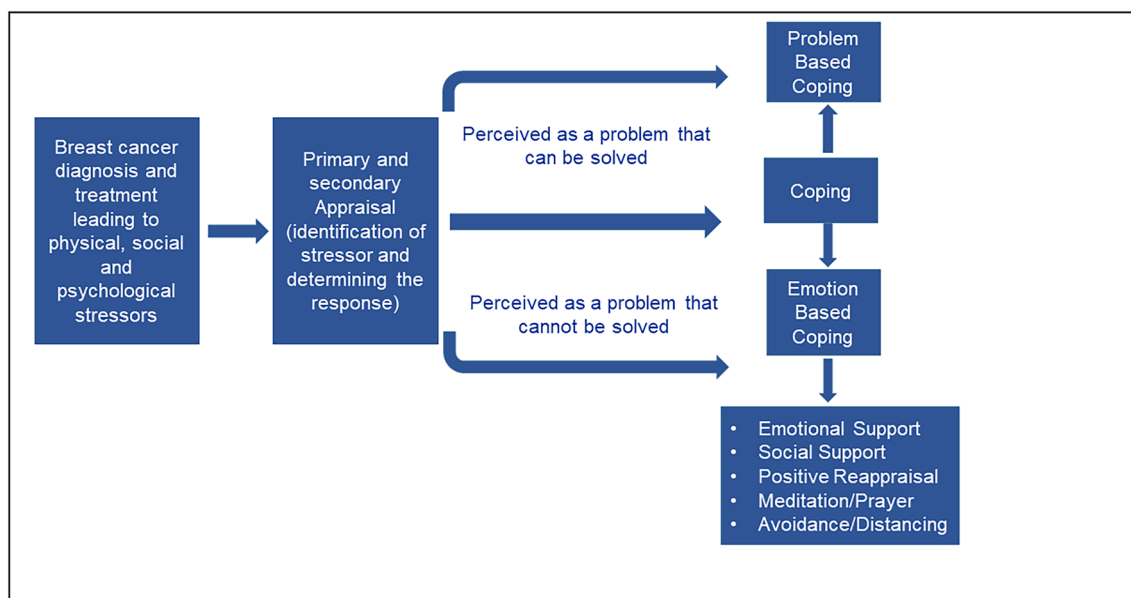 Breast cancer
diagnosis and
treatment
leading to
physical, social
and
psychological
stressors
Primary and
secondary
Appraisal
(identification of
stressor and
determining the
response)
Perceived as a problem that
can be solved
Perceived as a problem that
cannot be solved
Problem
Based
Coping
Coping
Emotion
Based
Coping
• Emotional Support
• Social Support
• Positive Reappraisal
• Meditation/Prayer
• Avoidance/Distancing